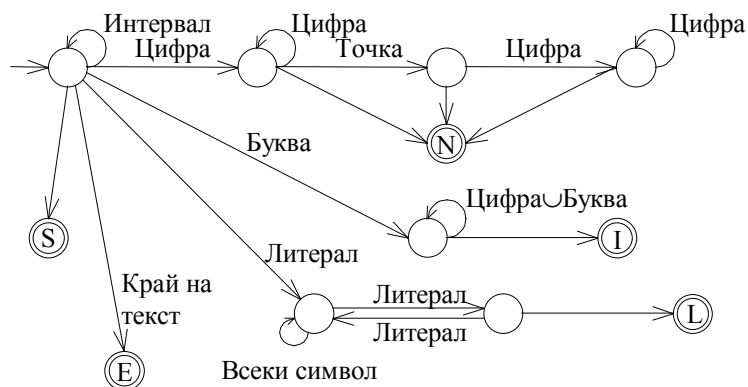 Интервал
Цифра
Цифра
Точка
Цифра
Цифра
N
Буква
Цифра∪Буква
S
I
Литерал
Край на
текст
Литерал
Литерал
L
E
Всеки символ